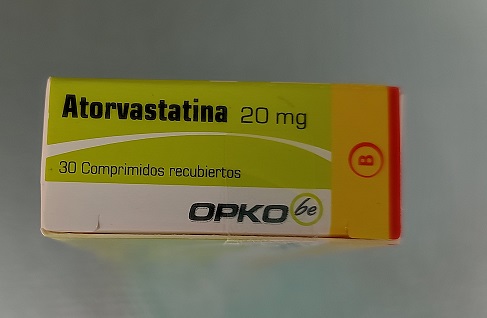 Atorvastatina 20 mg
30 Comprimidos recubiertos
OPKO be
B